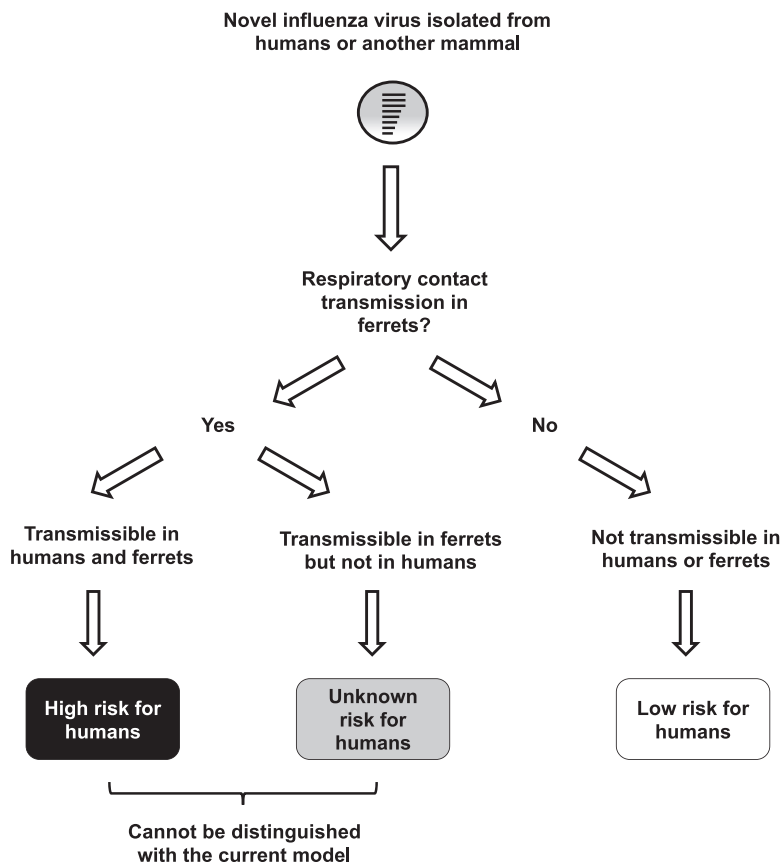 Novel influenza virus isolated from
humans or another mammal
Respiratory contact
transmission in
ferrets?
Yes
No
Transmissible in
humans and ferrets
Transmissible in ferrets
but not in humans
Not transmissible in
humans or ferrets
High risk for
humans
Unknown
risk for
humans
Low risk for
humans
Cannot be distinguished
with the current model